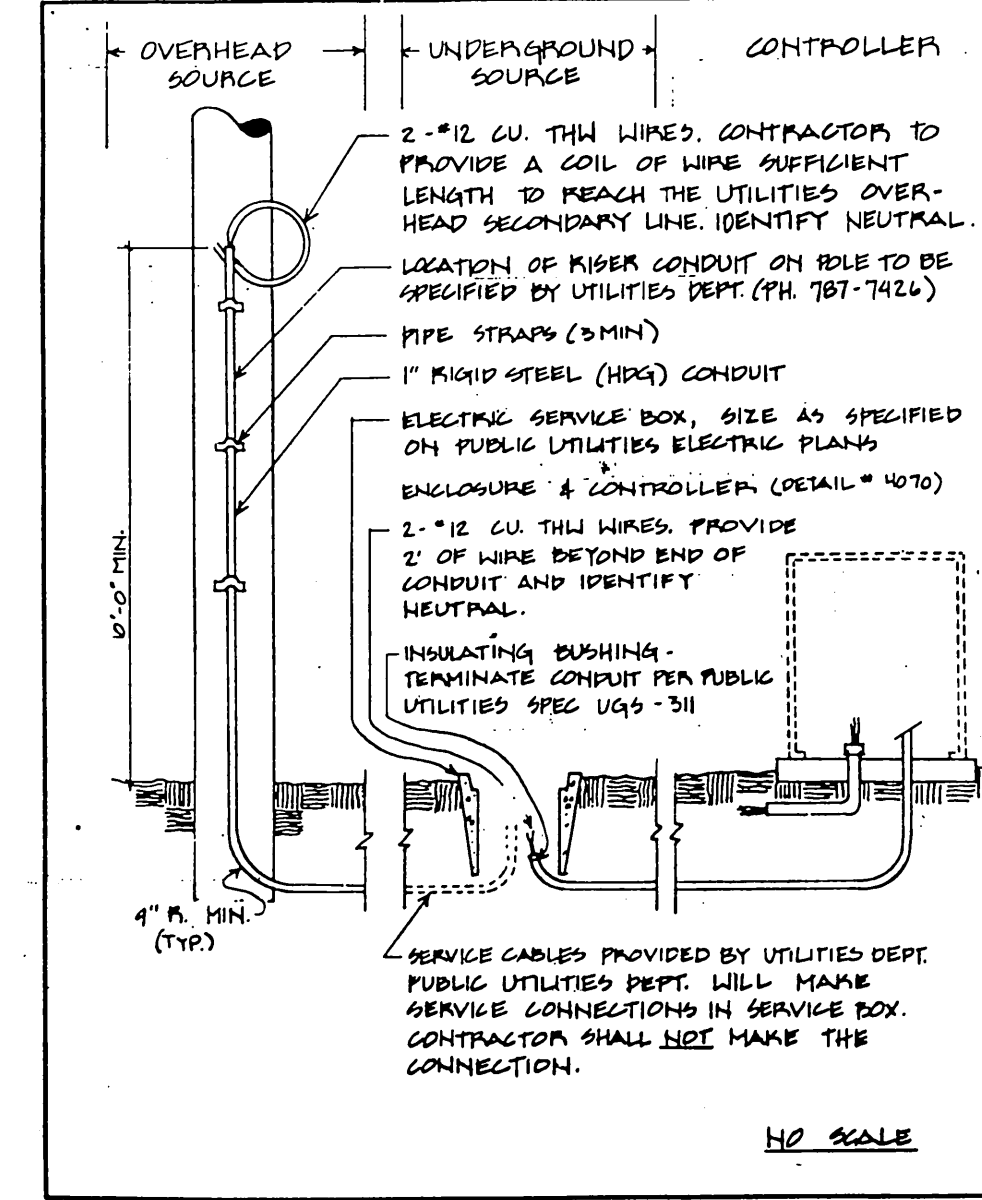 OVERHEAD SOURCE
UNDERGROUND SOURCE
CONTROLLER
2-#12 CU. THW WIRES. CONTRACTOR TO
PROVIDE A COIL OF WIRE SUFFICIENT
LENGTH TO REACH THE UTILITIES OVER-
HEAD SECONDARY LINE. IDENTIFY NEUTRAL.
LOCATION OF RISER CONDUIT ON POLE TO BE
SPECIFIED BY UTILITIES DEPT. (PH. 787-7426)
PIPE STRAPS (3 MIN)
1" RIGID STEEL (HDG) CONDUIT
ELECTRIC SERVICE BOX, SIZE AS SPECIFIED
ON PUBLIC UTILITIES ELECTRIC PLANS
ENCLOSURE & CONTROLLER (DETAIL # 4070)
2-#12 CU. THW WIRES. PROVIDE
2' OF WIRE BEYOND END OF
CONDUIT AND IDENTIFY
NEUTRAL.
10'-0" MIN.
INSULATING BUSHING-
TERMINATE CONDUIT PER PUBLIC
UTILITIES SPEC UGS-311
9" R. MIN.
(TYP.)
SERVICE CABLES PROVIDED BY UTILITIES DEPT.
PUBLIC UTILITIES DEPT. WILL MAKE
SERVICE CONNECTIONS IN SERVICE BOX.
CONTRACTOR SHALL NOT MAKE THE
CONNECTION.
NO SCALE